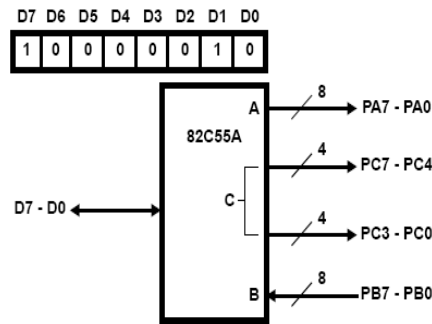 D7 D6 D5 D4 D3 D2 D1 D0
1 0 0 0 0 0 1 0
A 8 PA7 - PA0
82C55A
4 PC7 - PC4
C
D7 - D0
4 PC3 - PC0
B 8 PB7 - PB0